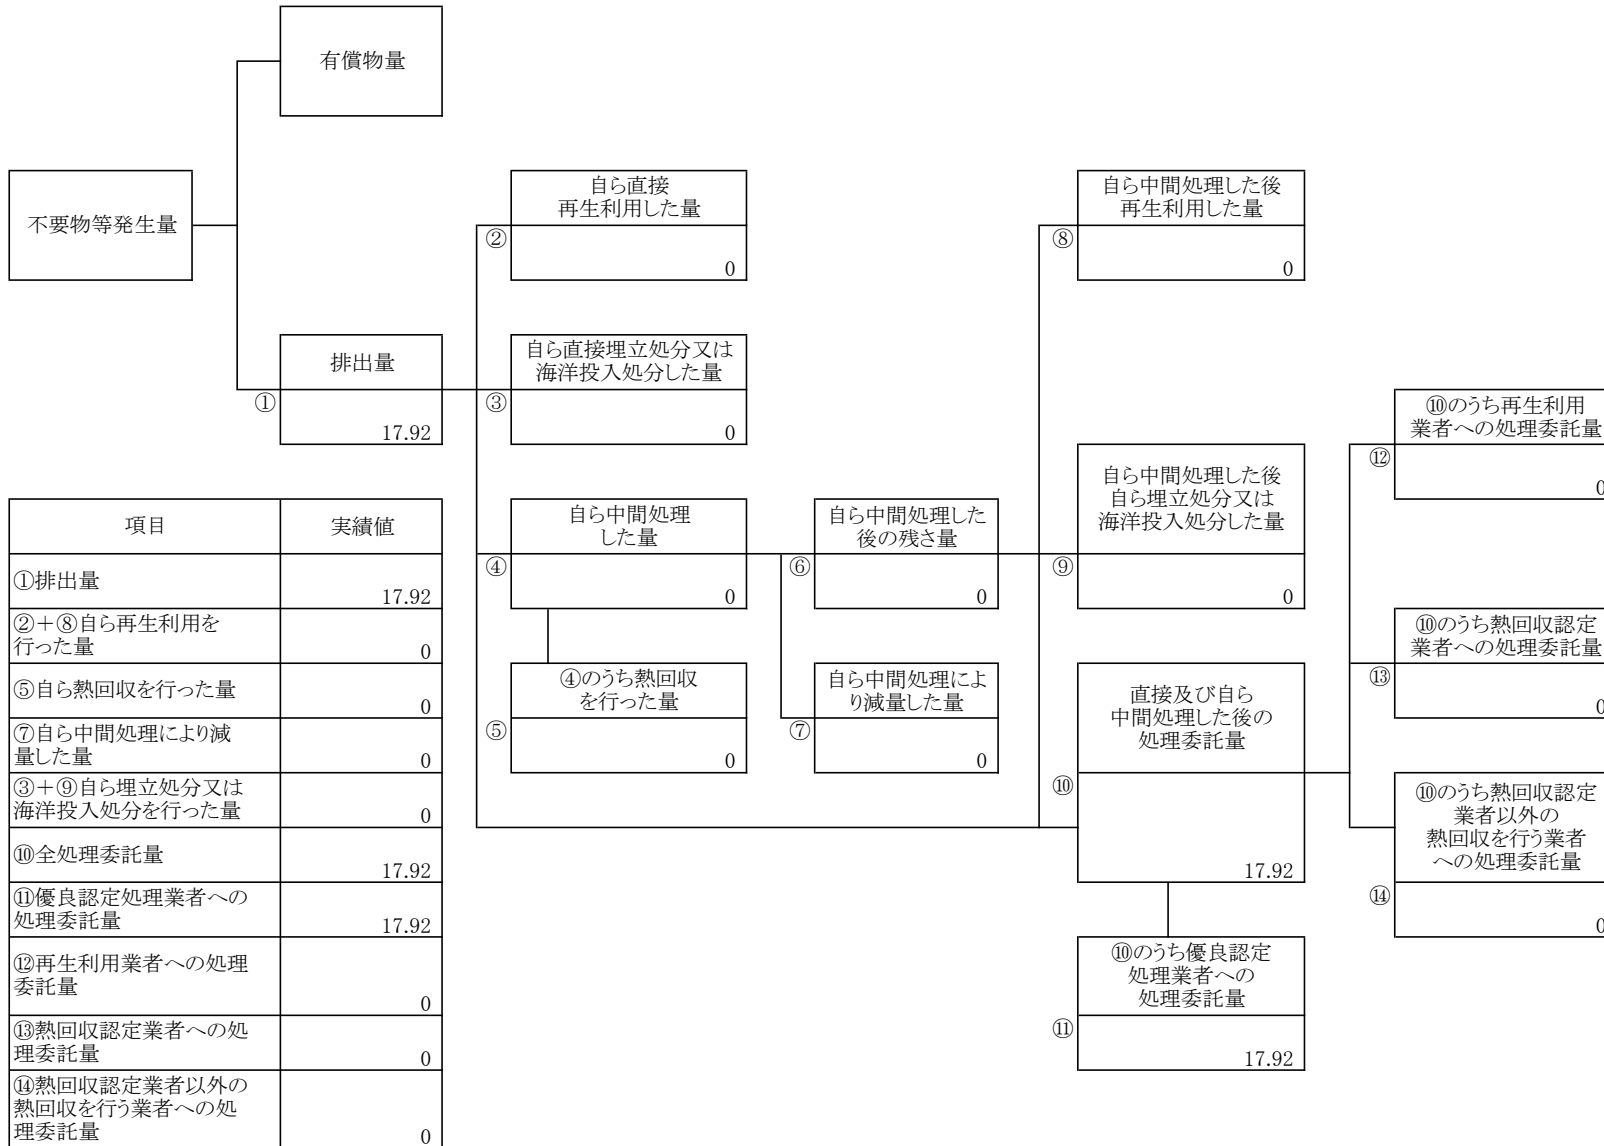 有償物量
不要物等発生量
自ら直接
再生利用した量
②
0
自ら中間処理した後
再生利用した量
⑧
0
排出量
①
17.92
自ら直接埋立処分又は
海洋投入処分した量
③
0
⑩のうち再生利用
業者への処理委託量
⑫
0
自ら中間処理した後
自ら埋立処分又は
海洋投入処分した量
⑨
0
自ら中間処理
した量
④
0
自ら中間処理した
後の残さ量
⑥
0
④のうち熱回収
を行った量
⑤
0
自ら中間処理によ
り減量した量
⑦
0
直接及び自ら
中間処理した後の
処理委託量
⑩
17.92
⑩のうち熱回収認定
業者への処理委託量
⑬
0
⑩のうち熱回収認定
業者以外の
熱回収を行う業者
への処理委託量
⑭
0
⑩のうち優良認定
処理業者への
処理委託量
⑪
17.92
項目 実績値
①排出量
17.92
②+⑧自ら再生利用を
行った量
0
⑤自ら熱回収を行った量
0
⑦自ら中間処理により減
量した量
0
③+⑨自ら埋立処分又は
海洋投入処分を行った量
0
⑩全処理委託量
17.92
⑪優良認定処理業者への
処理委託量
17.92
⑫再生利用業者への処理
委託量
0
⑬熱回収認定業者への処
理委託量
0
⑭熱回収認定業者以外の
熱回収を行う業者への処
理委託量
0